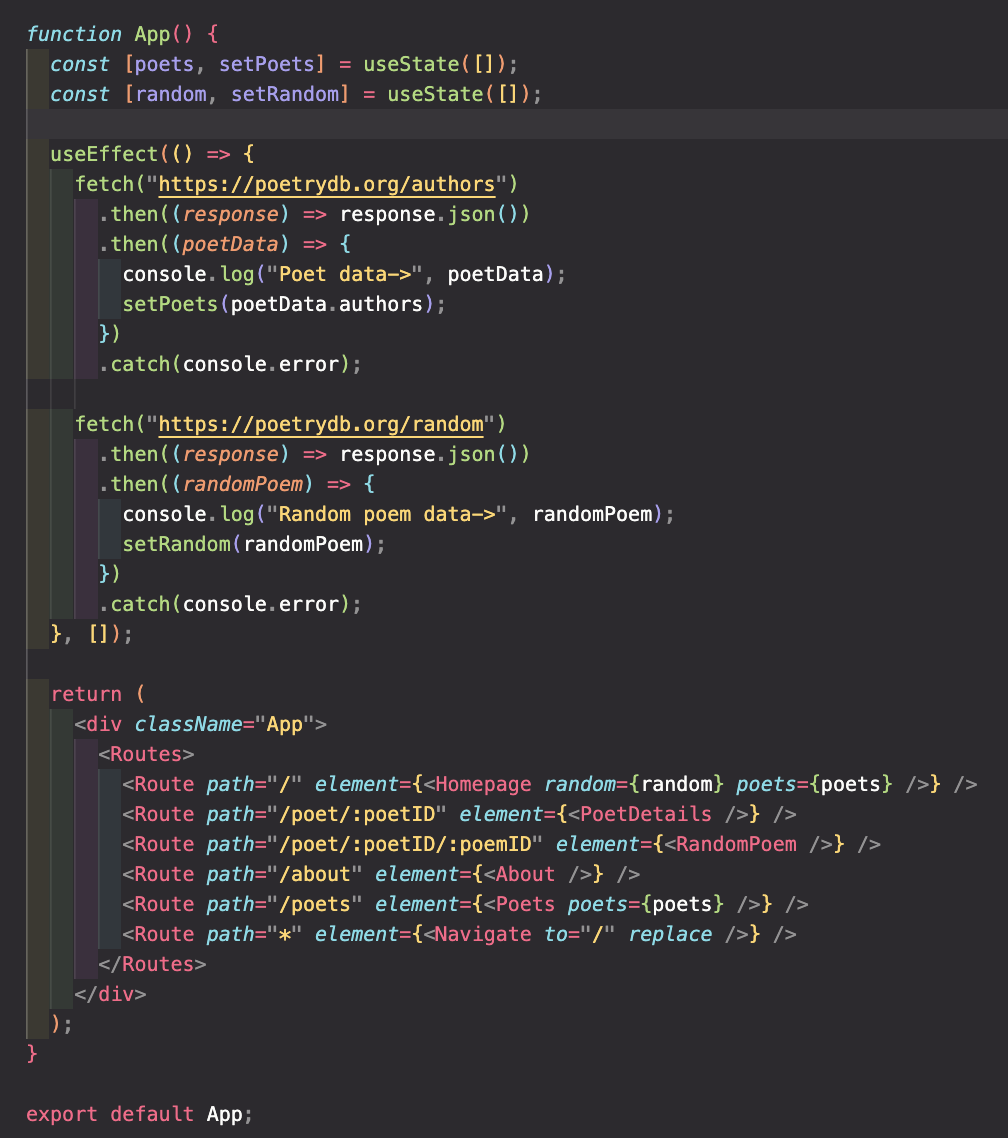 function App() {
const [poets, setPoets] = useState([]);
const [random, setRandom] = useState([]);
useEffect(() => {
fetch("https://poetrydb.org/authors")
.then((response) => response.json())
.then((poetData) => {
console.log("Poet data->", poetData);
setPoets(poetData.authors);
})
.catch(console.error);
fetch("https://poetrydb.org/random")
.then((response) => response.json())
.then((randomPoem) => {
console.log("Random poem data->", randomPoem);
setRandom(randomPoem);
})
.catch(console.error);
}, []);
return (
<div className="App">
<Routes>
<Route path="/" element={<Homepage random={random} poets={poets} />} />
<Route path="/poet/:poetID" element={<PoetDetails />} />
<Route path="/poet/:poetID/:poemID" element={<RandomPoem />} />
<Route path="/about" element={<About />} />
<Route path="/poets" element={<Poets poets={poets} />} />
<Route path="*" element={<Navigate to="/" replace />} />
</Routes>
</div>
);
}
export default App;